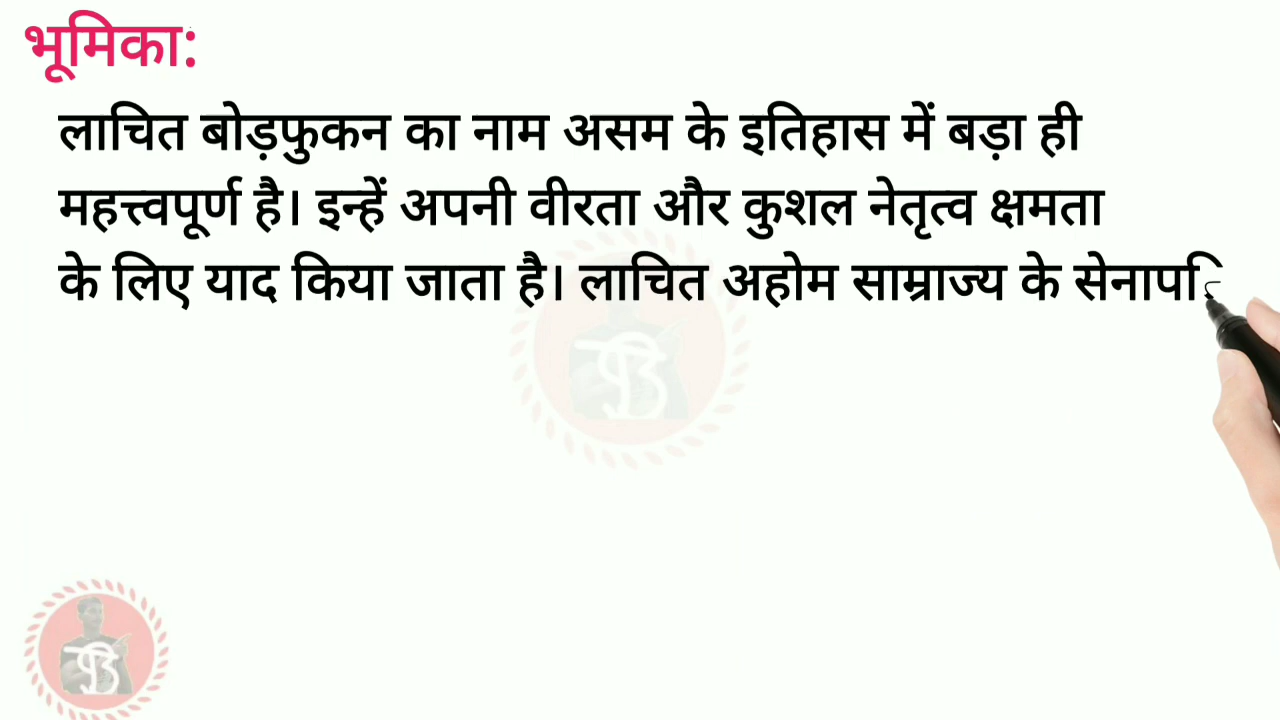 भूमिका:
लाचित बोड़फुकन का नाम असम के इतिहास में बड़ा ही
महत्त्वपूर्ण है। इन्हें अपनी वीरता और कुशल नेतृत्व क्षमता
के लिए याद किया जाता है। लाचित अहोम साम्राज्य के